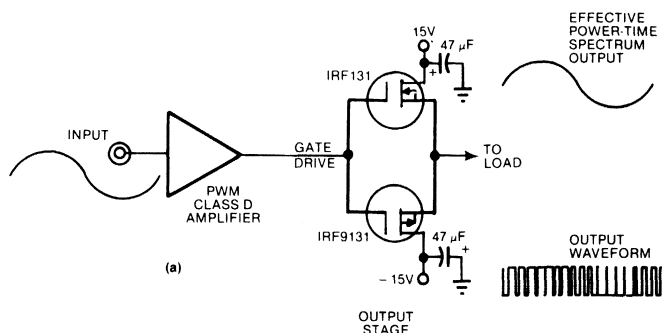 EFFECTIVE
POWER-TIME
SPECTRUM
OUTPUT
15V
47 µF
+
IRF131
INPUT
GATE
DRIVE
TO
LOAD
PWM
CLASS D
AMPLIFIER
IRF9131
47 µF
+
(a)
- 15V
OUTPUT
WAVEFORM
OUTPUT
STAGE